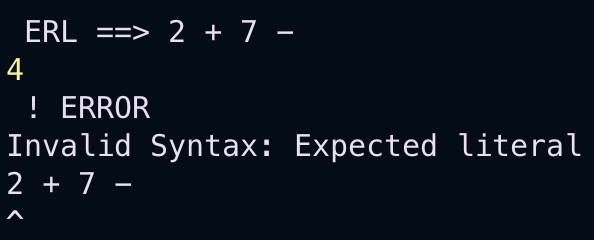 ERL ==> 2 + 7 −
4
! ERROR
Invalid Syntax: Expected literal
2 + 7 −
^